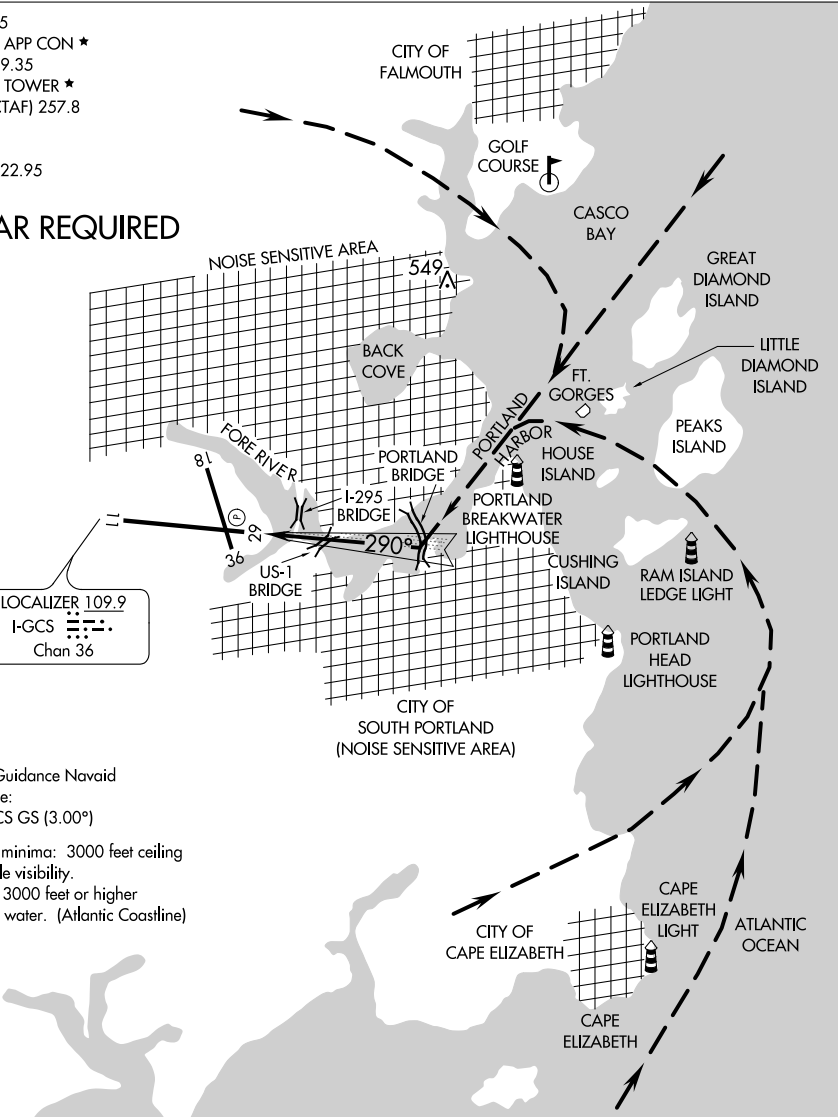 5
APP CON ★
9.35
TOWER ★
TAF) 257.8
22.95
AR REQUIRED
CITY OF
FALMOUTH
GOLF
COURSE
CASCO
BAY
NOISE SENSITIVE AREA
549
GREAT
DIAMOND
ISLAND
LITTLE
DIAMOND
ISLAND
BACK
COVE
FT.
GORGES
PEAKS
ISLAND
PORTLAND
HARBOR
HOUSE
ISLAND
FORE RIVER
PORTLAND
BRIDGE
I-295
BRIDGE
PORTLAND
BREAKWATER
LIGHTHOUSE
18
11
P
29
36
290°
US-1
BRIDGE
CUSHING
ISLAND
RAM ISLAND
LEDGE LIGHT
LOCALIZER 109.9
I-GCS
Chan 36
PORTLAND
HEAD
LIGHTHOUSE
CITY OF
SOUTH PORTLAND
(NOISE SENSITIVE AREA)
Guidance Navaid
e:
CS GS (3.00°)
minima: 3000 feet ceiling
le visibility.
3000 feet or higher
water. (Atlantic Coastline)
CITY OF
CAPE ELIZABETH
CAPE
ELIZABETH
LIGHT
ATLANTIC
OCEAN
CAPE
ELIZABETH